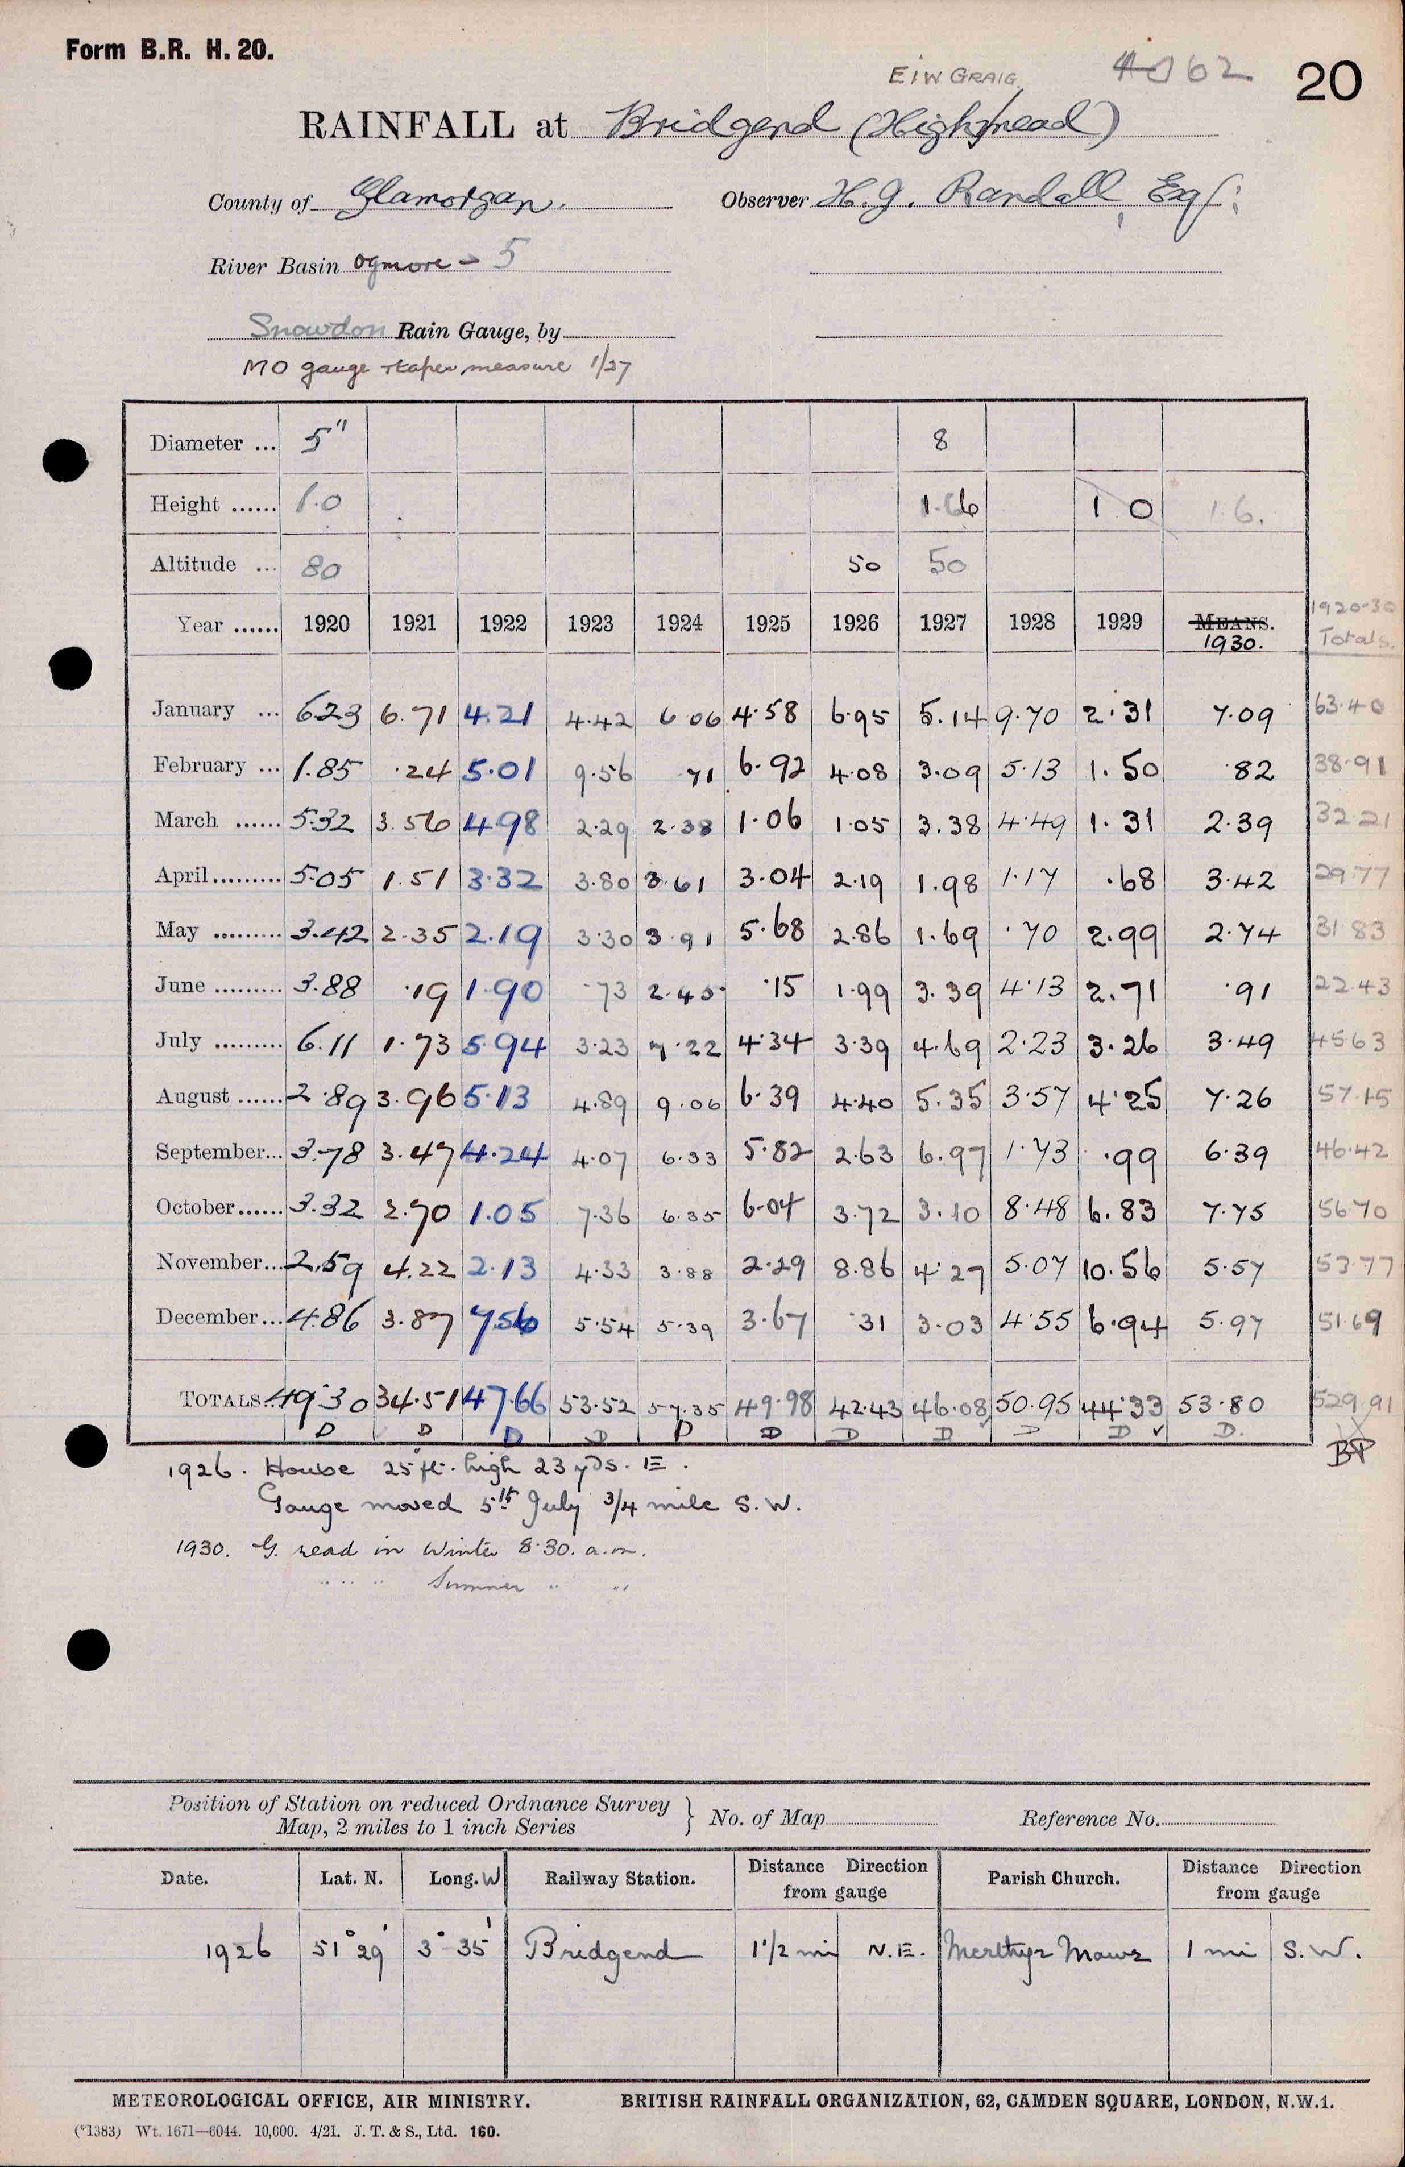 Form B.R. H. 20.
EIW GRAIG 4062 20
RAINFALL at Bridgend (Highmead)
County of Glamorgan. Observer H. J. Randall, Esq:
River Basin Ogmore - 5
Snowdon Rain Gauge, by
MO gauge + taper measure 1/27
Diameter ... 5" 8
Height ...... 1.0 1.6 1 0 1.6.
Altitude ... 80 50 50
Year ...... 1920 1921 1922 1923 1924 1925 1926 1927 1928 1929 MEANS. 1930. 1920-30 Totals.
January ... 6.23 6.71 4.21 4.42 6.06 4.58 6.95 5.14 9.70 2.31 7.09 63.40
February ... 1.85 .24 5.01 9.56 .71 6.92 4.08 3.09 5.13 1.50 .82 38.91
March ...... 5.32 3.56 4.98 2.29 2.38 1.06 1.05 3.38 4.49 1.31 2.39 32.21
April ......... 5.05 1.51 3.32 3.80 3.61 3.04 2.19 1.98 1.17 .68 3.42 29.77
May ......... 3.42 2.35 2.19 3.30 3.91 5.68 2.86 1.69 .70 2.99 2.74 31.83
June ......... 3.88 .19 1.90 .73 2.45 .15 1.99 3.39 4.13 2.71 .91 22.43
July ......... 6.11 1.73 5.94 3.23 7.22 4.34 3.39 4.69 2.23 3.26 3.49 45.63
August ...... 2.89 3.96 5.13 4.89 9.06 6.39 4.40 5.35 3.57 4.25 7.26 57.15
September ... 3.78 3.47 4.24 4.07 6.33 5.82 2.63 6.97 1.73 .99 6.39 46.42
October ...... 3.32 2.70 1.05 7.36 6.35 6.04 3.72 3.10 8.48 6.83 7.75 56.70
November ... 2.59 4.22 2.13 4.33 3.88 2.29 8.86 4.27 5.07 10.56 5.57 53.77
December ... 4.86 3.87 7.56 5.54 5.39 3.67 .31 3.03 4.55 6.94 5.97 51.69
TOTALS.. 49.30 34.51 47.66 53.52 57.35 49.98 42.43 46.08 50.95 44.33 53.80 529.91
D D D D D D D D D D D. BP
1926. House 25 ft. high 23 yds. E.
Gauge moved 5th July 3/4 mile S.W.
1930. G. read in Winter 8.30. a.m.
" " " Summer " "
Position of Station on reduced Ordnance Survey Map, 2 miles to 1 inch Series } No. of Map Reference No.
Date. Lat. N. Long. W Railway Station. Distance Direction from gauge Parish Church. Distance Direction from gauge
1926 51° 29' 3° 35' Bridgend 1 1/2 mi N.E. Merthyr Mawr 1 mi S.W.
METEOROLOGICAL OFFICE, AIR MINISTRY. BRITISH RAINFALL ORGANIZATION, 62, CAMDEN SQUARE, LONDON, N.W.1.
(*1383) Wt. 1671—6044. 10,000. 4/21. J. T. & S., Ltd. 160.